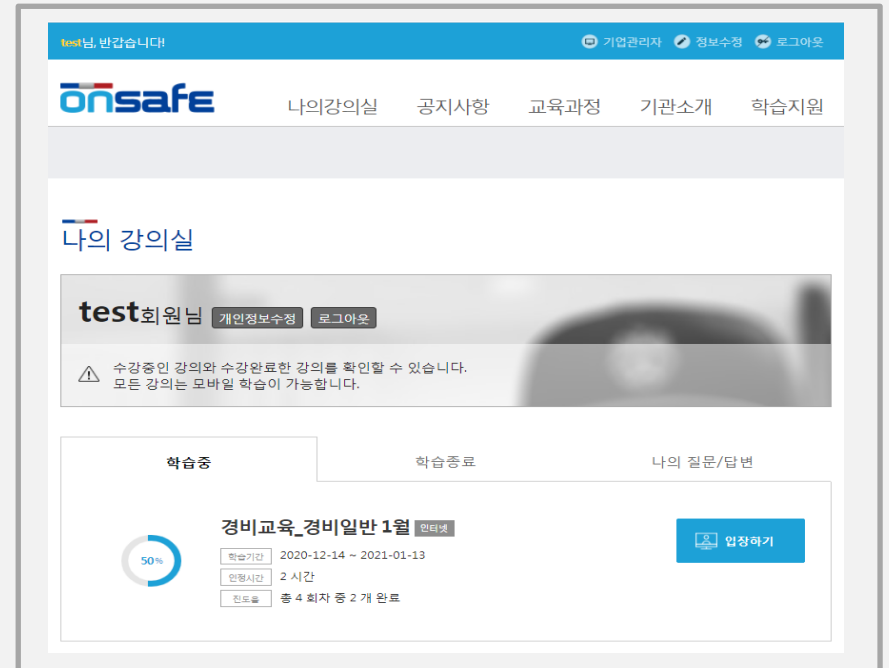 test님, 반갑습니다!
기업관리자 정보수정 로그아웃
onsafe
나의강의실 공지사항 교육과정 기관소개 학습지원
나의 강의실
test회원님 개인정보수정 로그아웃
수강중인 강의와 수강완료한 강의를 확인할 수 있습니다.
모든 강의는 모바일 학습이 가능합니다.
학습중 학습종료 나의 질문/답변
경비교육_경비일반 1월 인터넷
50%
학습기간 2020-12-14 ~ 2021-01-13
인정시간 2 시간
진도율 총 4 회차 중 2 개 완료
입장하기